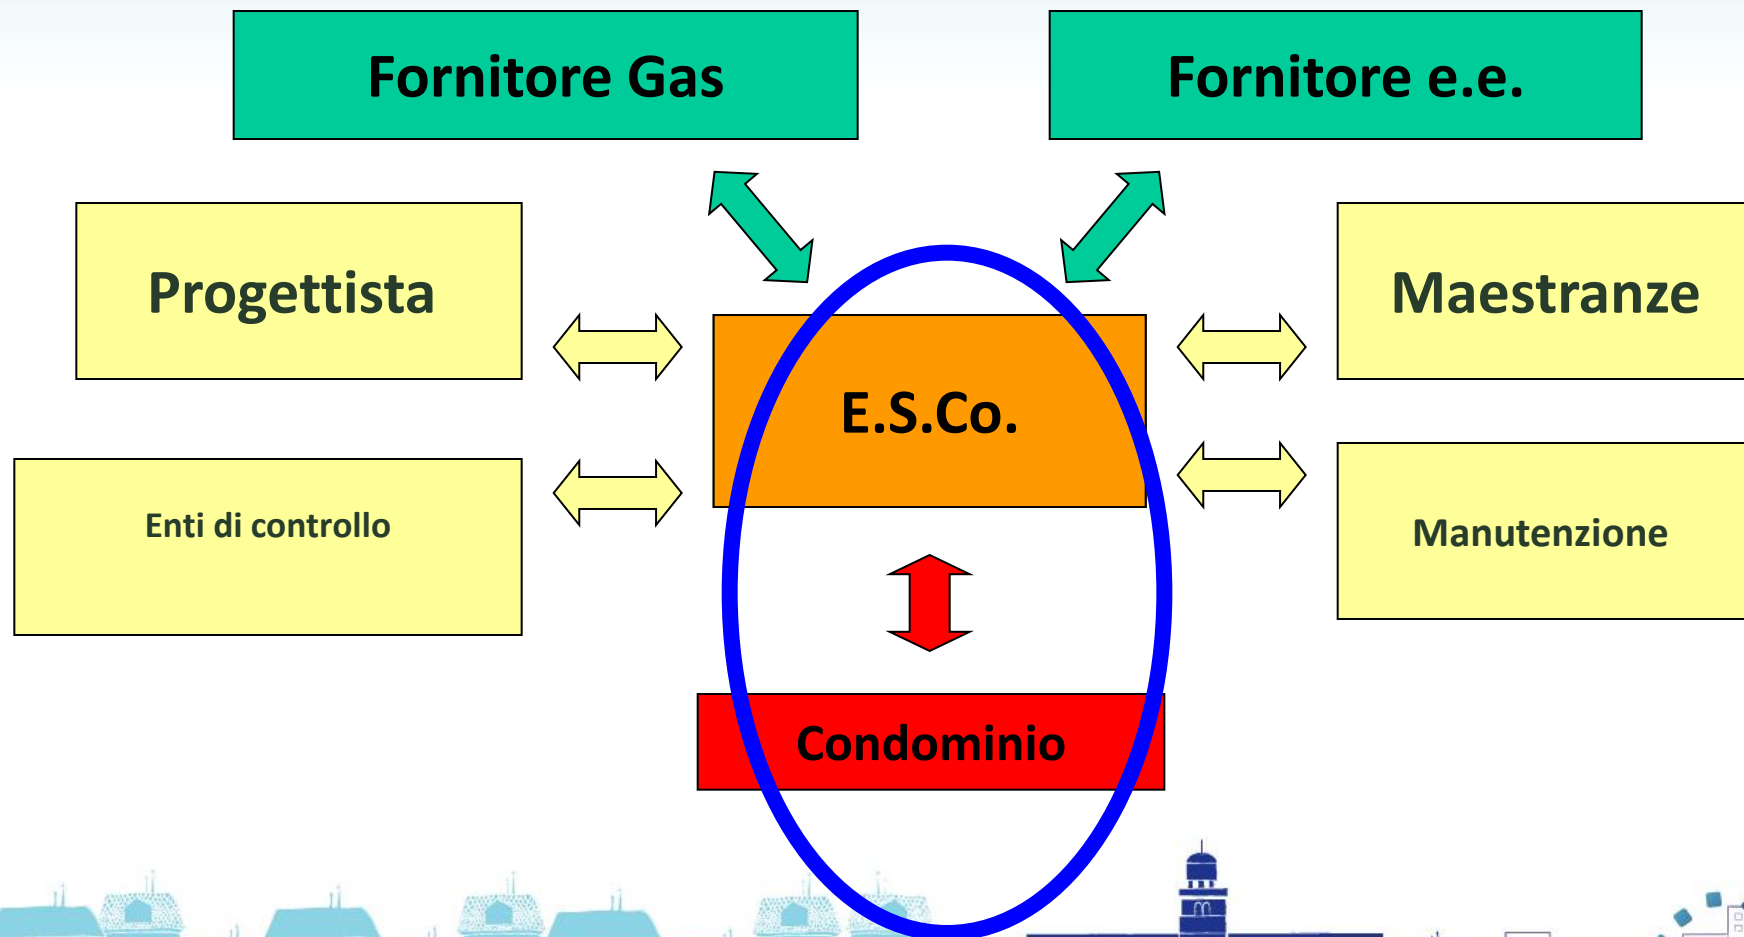 Fornitore Gas
Fornitore e.e.
Progettista
Maestranze
E.S.Co.
Enti di controllo
Manutenzione
Condominio